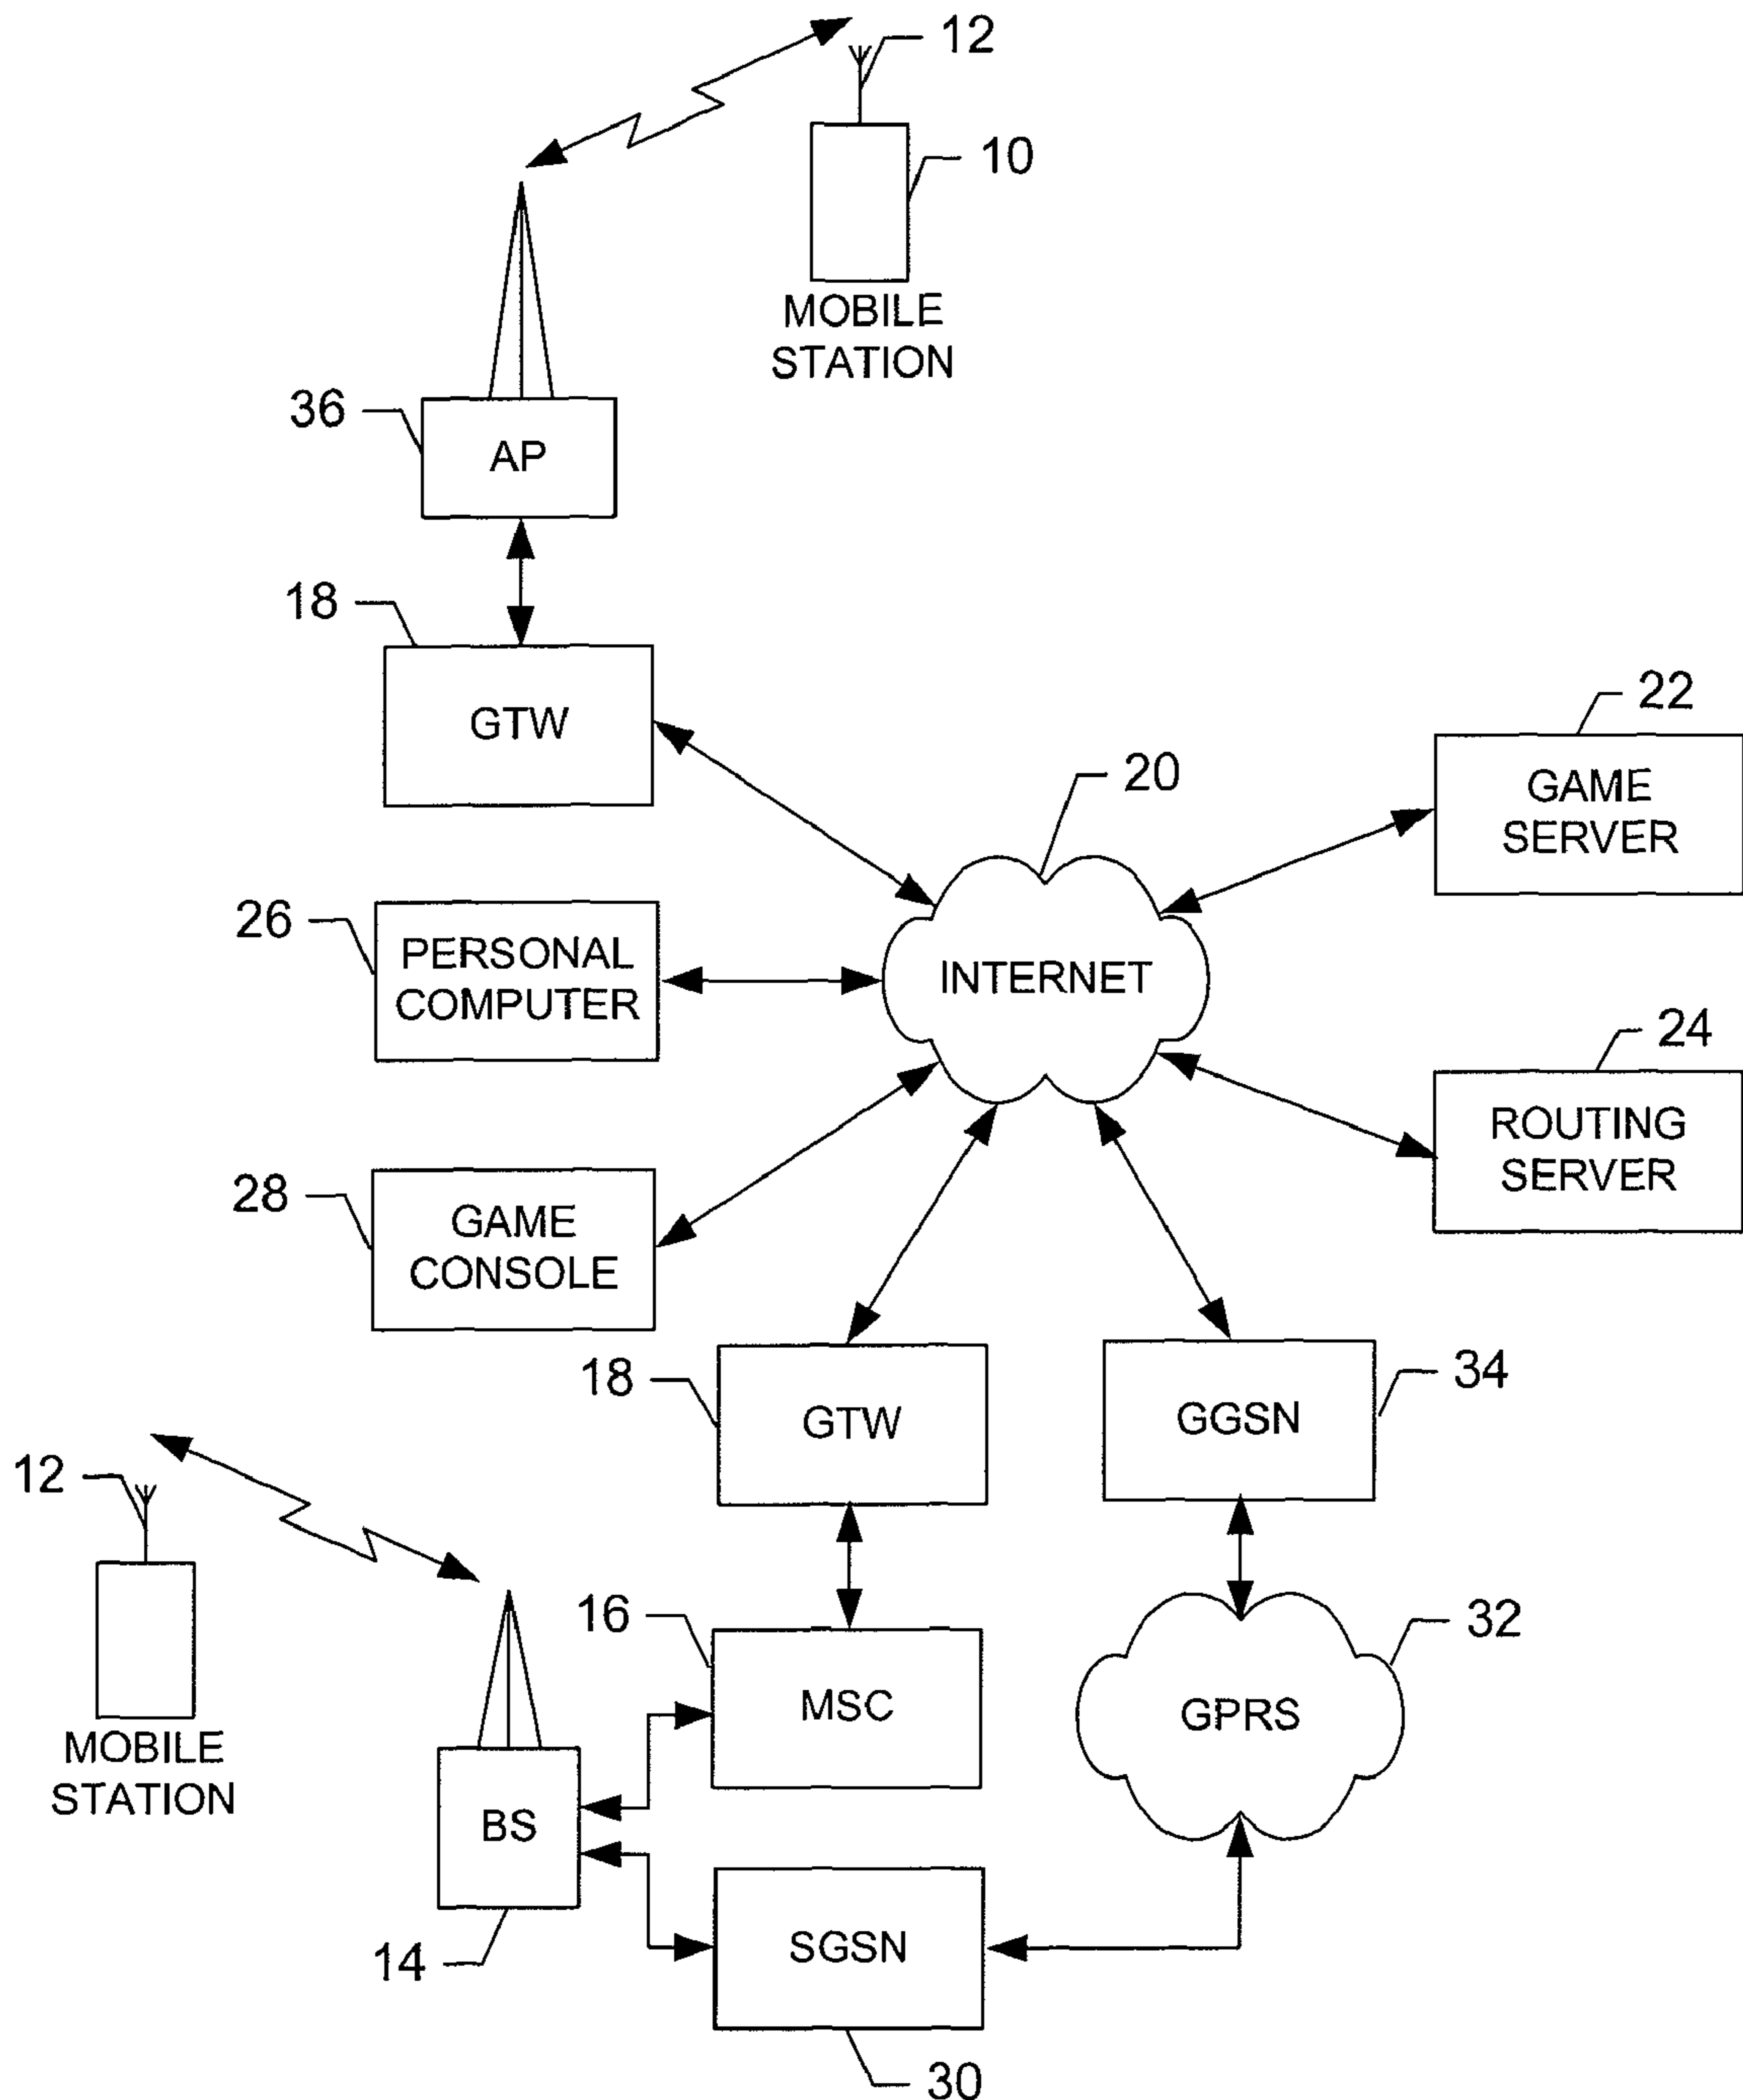 12
10
MOBILE
STATION
36
AP
18
GTW
22
GAME
SERVER
20
26
PERSONAL
COMPUTER
INTERNET
24
ROUTING
SERVER
28
GAME
CONSOLE
18
GTW
34
GGSN
12
MOBILE
STATION
16
MSC
32
GPRS
BS
14
SGSN
30